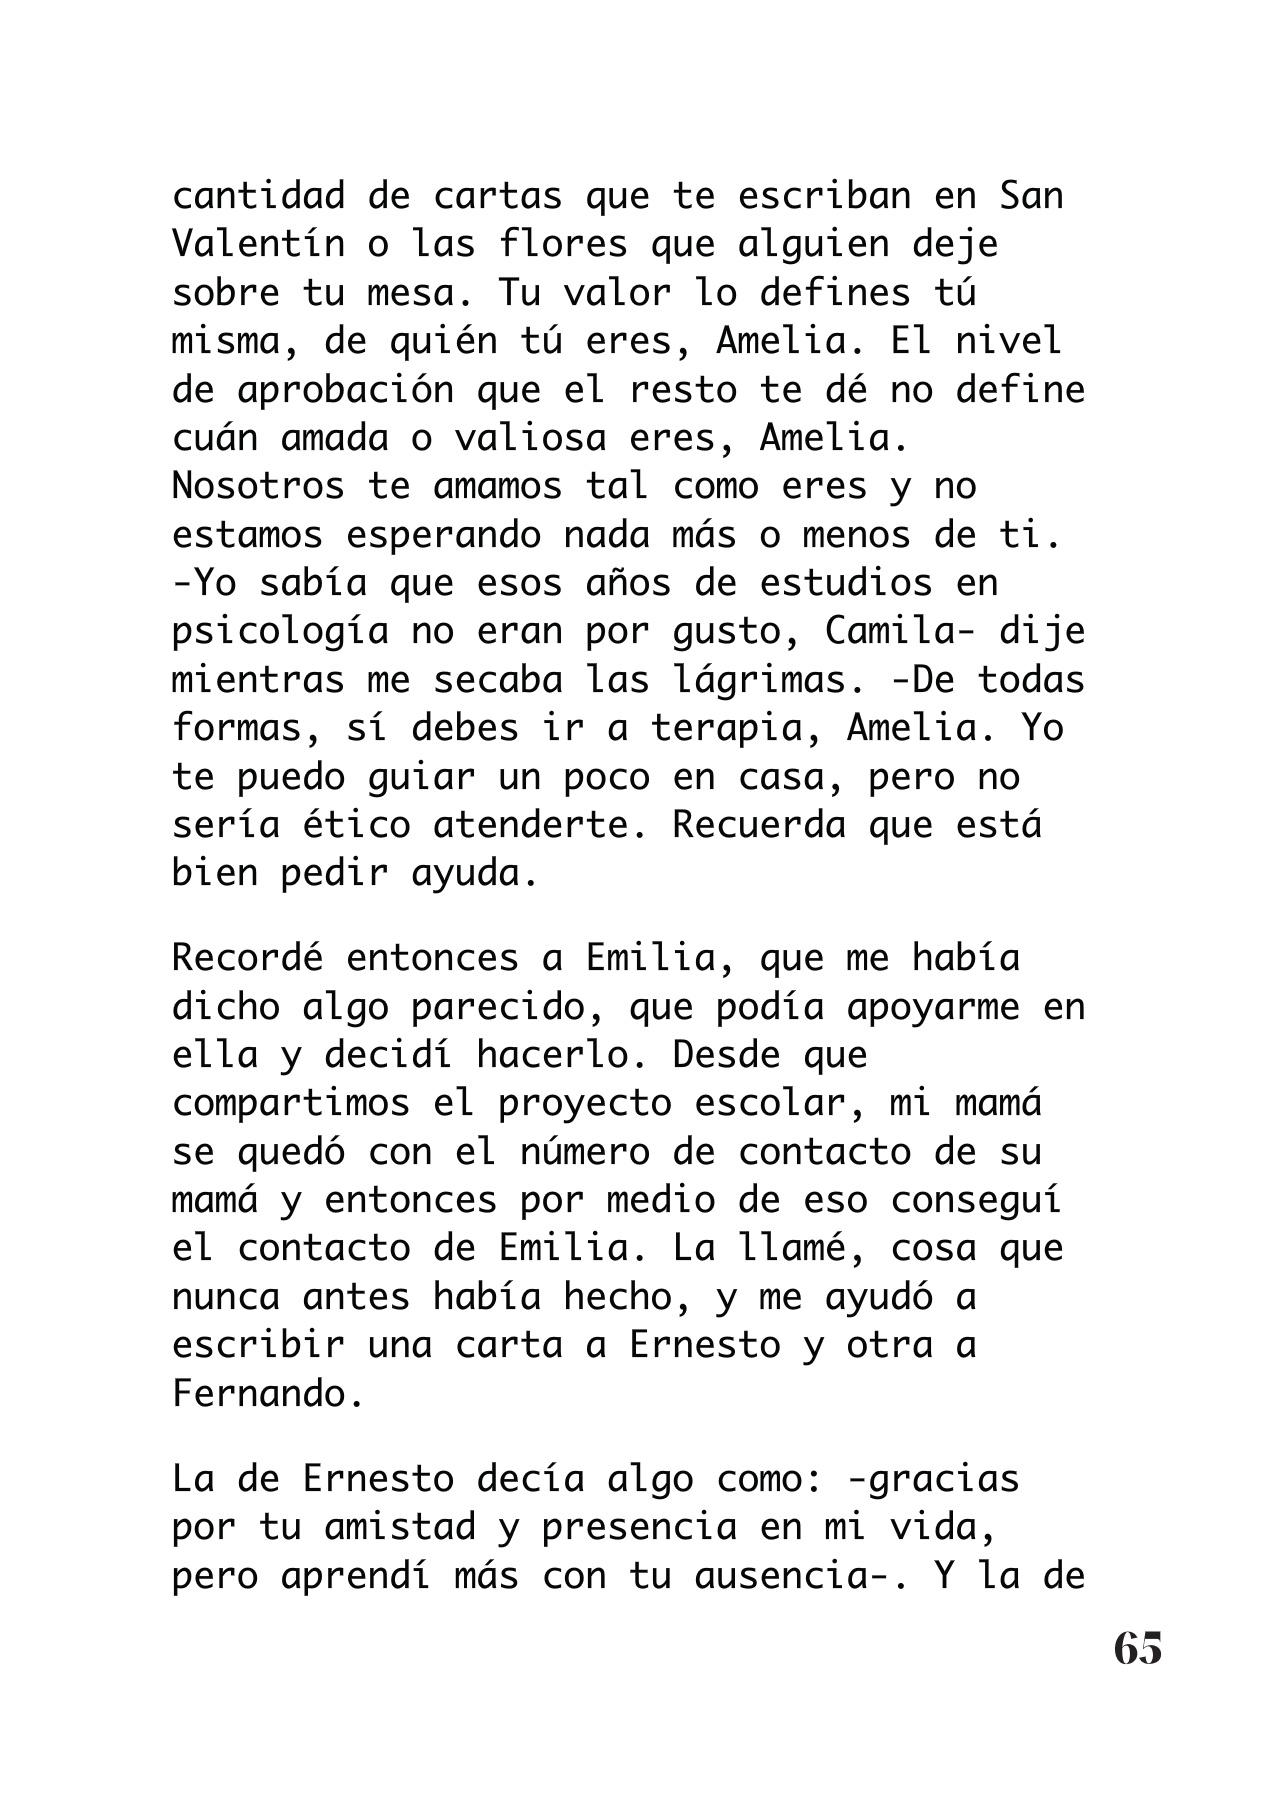 cantidad de cartas que te escriban en San
Valentín o las flores que alguien deje
sobre tu mesa. Tu valor lo defines tú
misma, de quién tú eres, Amelia. El nivel
de aprobación que el resto te dé no define
cuán amada o valiosa eres, Amelia.
Nosotros te amamos tal como eres y no
estamos esperando nada más o menos de ti.
-Yo sabía que esos años de estudios en
psicología no eran por gusto, Camila- dije
mientras me secaba las lágrimas. -De todas
formas, sí debes ir a terapia, Amelia. Yo
te puedo guiar un poco en casa, pero no
sería ético atenderte. Recuerda que está
bien pedir ayuda.
Recordé entonces a Emilia, que me había
dicho algo parecido, que podía apoyarme en
ella y decidí hacerlo. Desde que
compartimos el proyecto escolar, mi mamá
se quedó con el número de contacto de su
mamá y entonces por medio de eso conseguí
el contacto de Emilia. La llamé, cosa que
nunca antes había hecho, y me ayudó a
escribir una carta a Ernesto y otra a
Fernando.
La de Ernesto decía algo como: -gracias
por tu amistad y presencia en mi vida,
pero aprendí más con tu ausencia-. Y la de
65